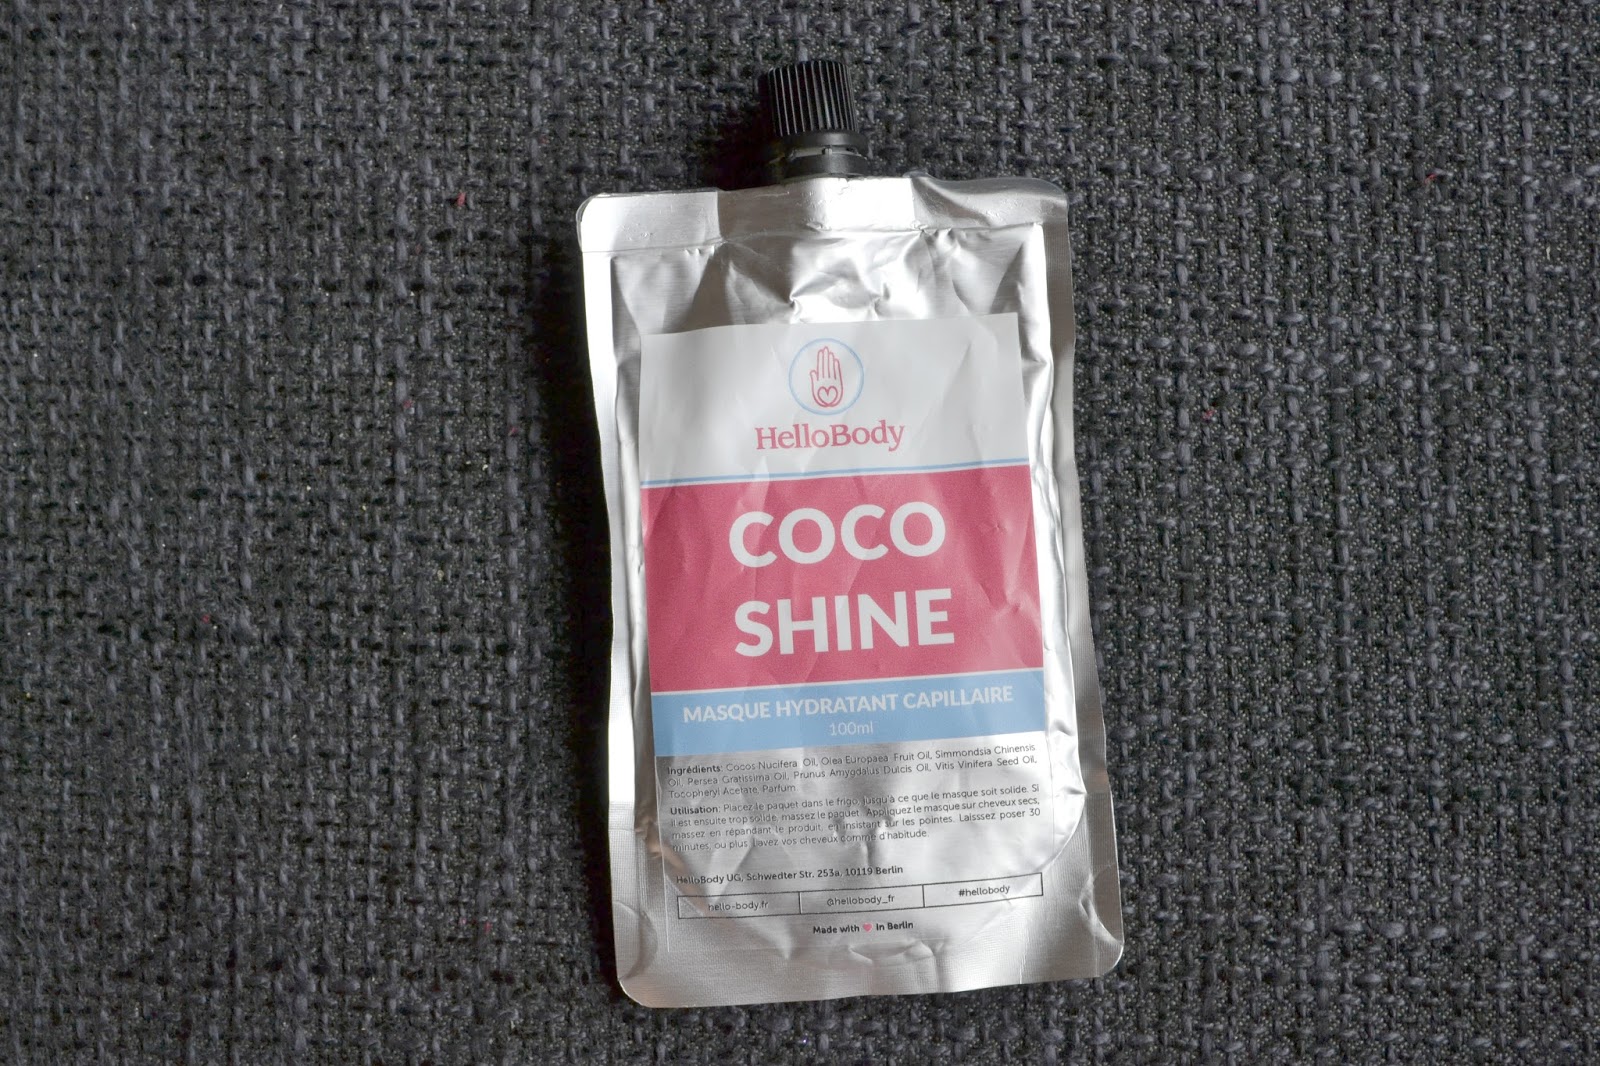 HelloBody
COCO
SHINE
MASQUE HYDRATANT CAPILLAIRE
100ml
Ingrédients: Cocos Nucifera Oil, Olea Europaea Fruit Oil, Simmondsia Chinensis
Oil, Persea Gratissima Oil, Prunus Amygdalus Dulcis Oil, Vitis Vinifera Seed Oil,
Tocopheryl Acetate, Parfum
Utilisation: Placez le paquet dans le frigo, jusqu'à ce que le masque soit solide. Si
il est ensuite trop solide, massez le paquet. Appliquez le masque sur cheveux secs,
massez en répandant le produit, en insistant sur les pointes. Laisssez poser 30
minutes, ou plus. Lavez vos cheveux comme d'habitude.
HelloBody UG, Schwedter Str. 253a, 10119 Berlin
hello-body.fr @hellobody_fr #hellobody
Made with ♥ in Berlin